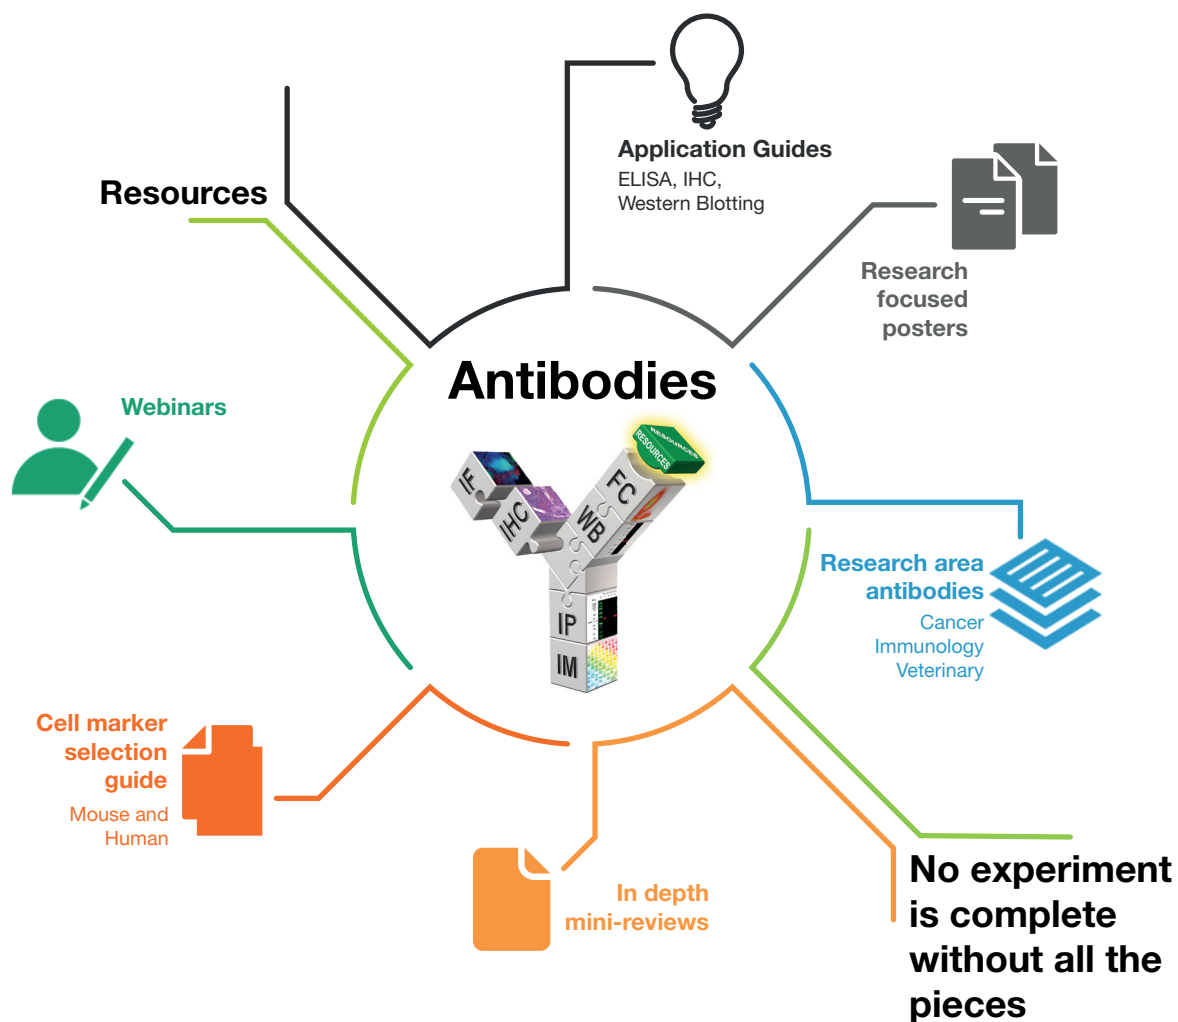 Application Guides
ELISA, IHC,
Western Blotting
Resources
Research
focused
posters
Antibodies
Webinars
RESOURCES
RESOURCES
IF
IHC
FC
WB
IP
IM
Research area
antibodies
Cancer
Immunology
Veterinary
Cell marker
selection
guide
Mouse and
Human
In depth
mini-reviews
No experiment
is complete
without all the
pieces